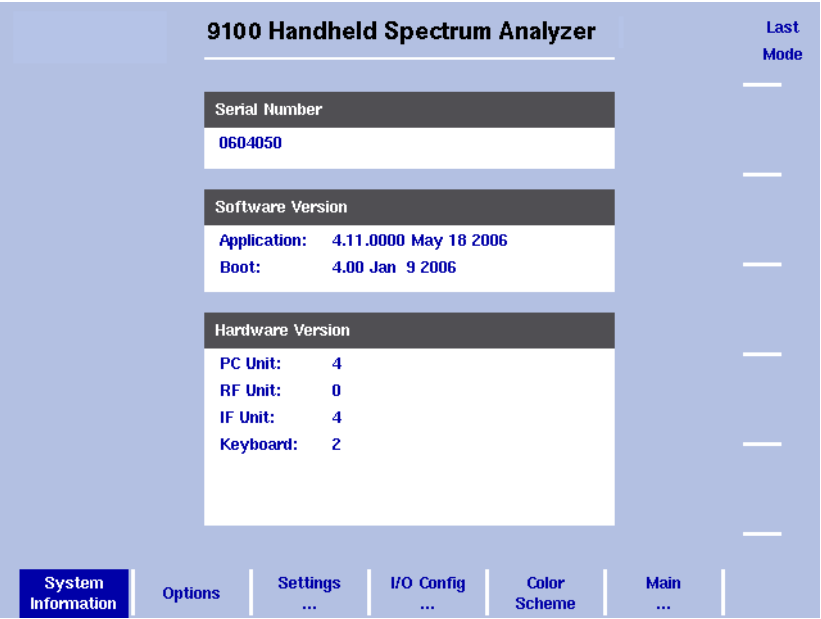 9100 Handheld Spectrum Analyzer
Last
Mode
Serial Number
0604050
Software Version
Application: 4.11.0000 May 18 2006
Boot: 4.00 Jan 9 2006
Hardware Version
PC Unit: 4
RF Unit: 0
IF Unit: 4
Keyboard: 2
System
Information
Options
Settings
...
I/O Config
...
Color
Scheme
Main
...